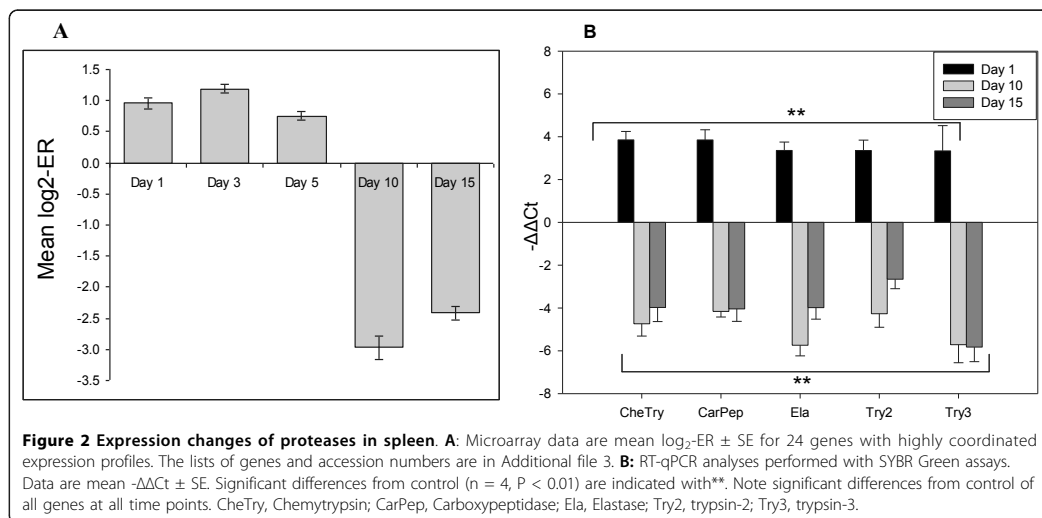 A
Mean log2-ER
1.5
1.0
0.5
0.0
-0.5
-1.0
-1.5
-2.0
-2.5
-3.0
-3.5
Day 1
Day 3
Day 5
Day 10
Day 15
B
-ΔΔCt
8
6
4
2
0
-2
-4
-6
-8
Day 1
Day 10
Day 15
**
**
CheTry
CarPep
Ela
Try2
Try3
Figure 2 Expression changes of proteases in spleen. A: Microarray data are mean log₂-ER ± SE for 24 genes with highly coordinated
expression profiles. The lists of genes and accession numbers are in Additional file 3. B: RT-qPCR analyses performed with SYBR Green assays.
Data are mean -ΔΔCt ± SE. Significant differences from control (n = 4, P < 0.01) are indicated with**. Note significant differences from control of
all genes at all time points. CheTry, Chemytrypsin; CarPep, Carboxypeptidase; Ela, Elastase; Try2, trypsin-2; Try3, trypsin-3.